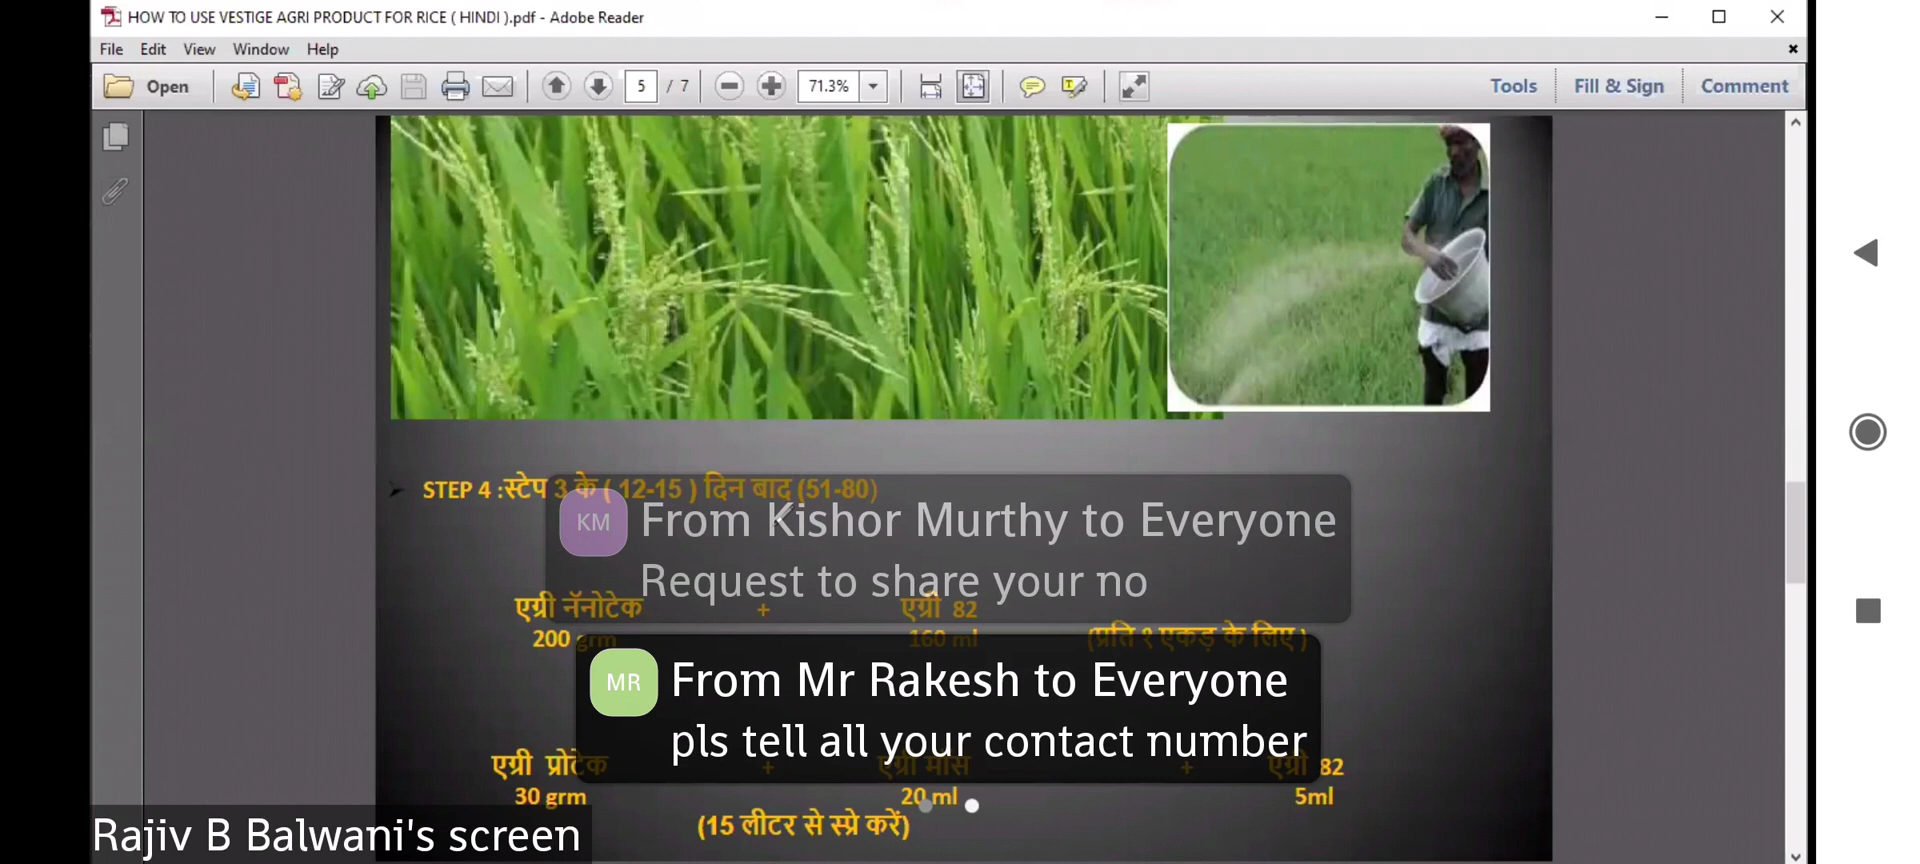 HOW TO USE VESTIGE AGRI PRODUCT FOR RICE ( HINDI ).pdf - Adobe Reader
File Edit View Window Help
Open 5 / 7 71.3% Tools Fill & Sign Comment
STEP 4 :स्टेप 3 के ( 12-15 ) दिन बाद (51-80)
KM From Kishor Murthy to Everyone
Request to share your no
एग्री नॅनोटेक + एग्री 82
200 grm 160 ml (प्रति १ एकड़ के लिए )
MR From Mr Rakesh to Everyone
pls tell all your contact number
एग्री प्रोटेक + एग्री मॉस + एग्री 82
30 grm 20 ml 5ml
(15 लीटर से स्प्रे करें)
Rajiv B Balwani's screen